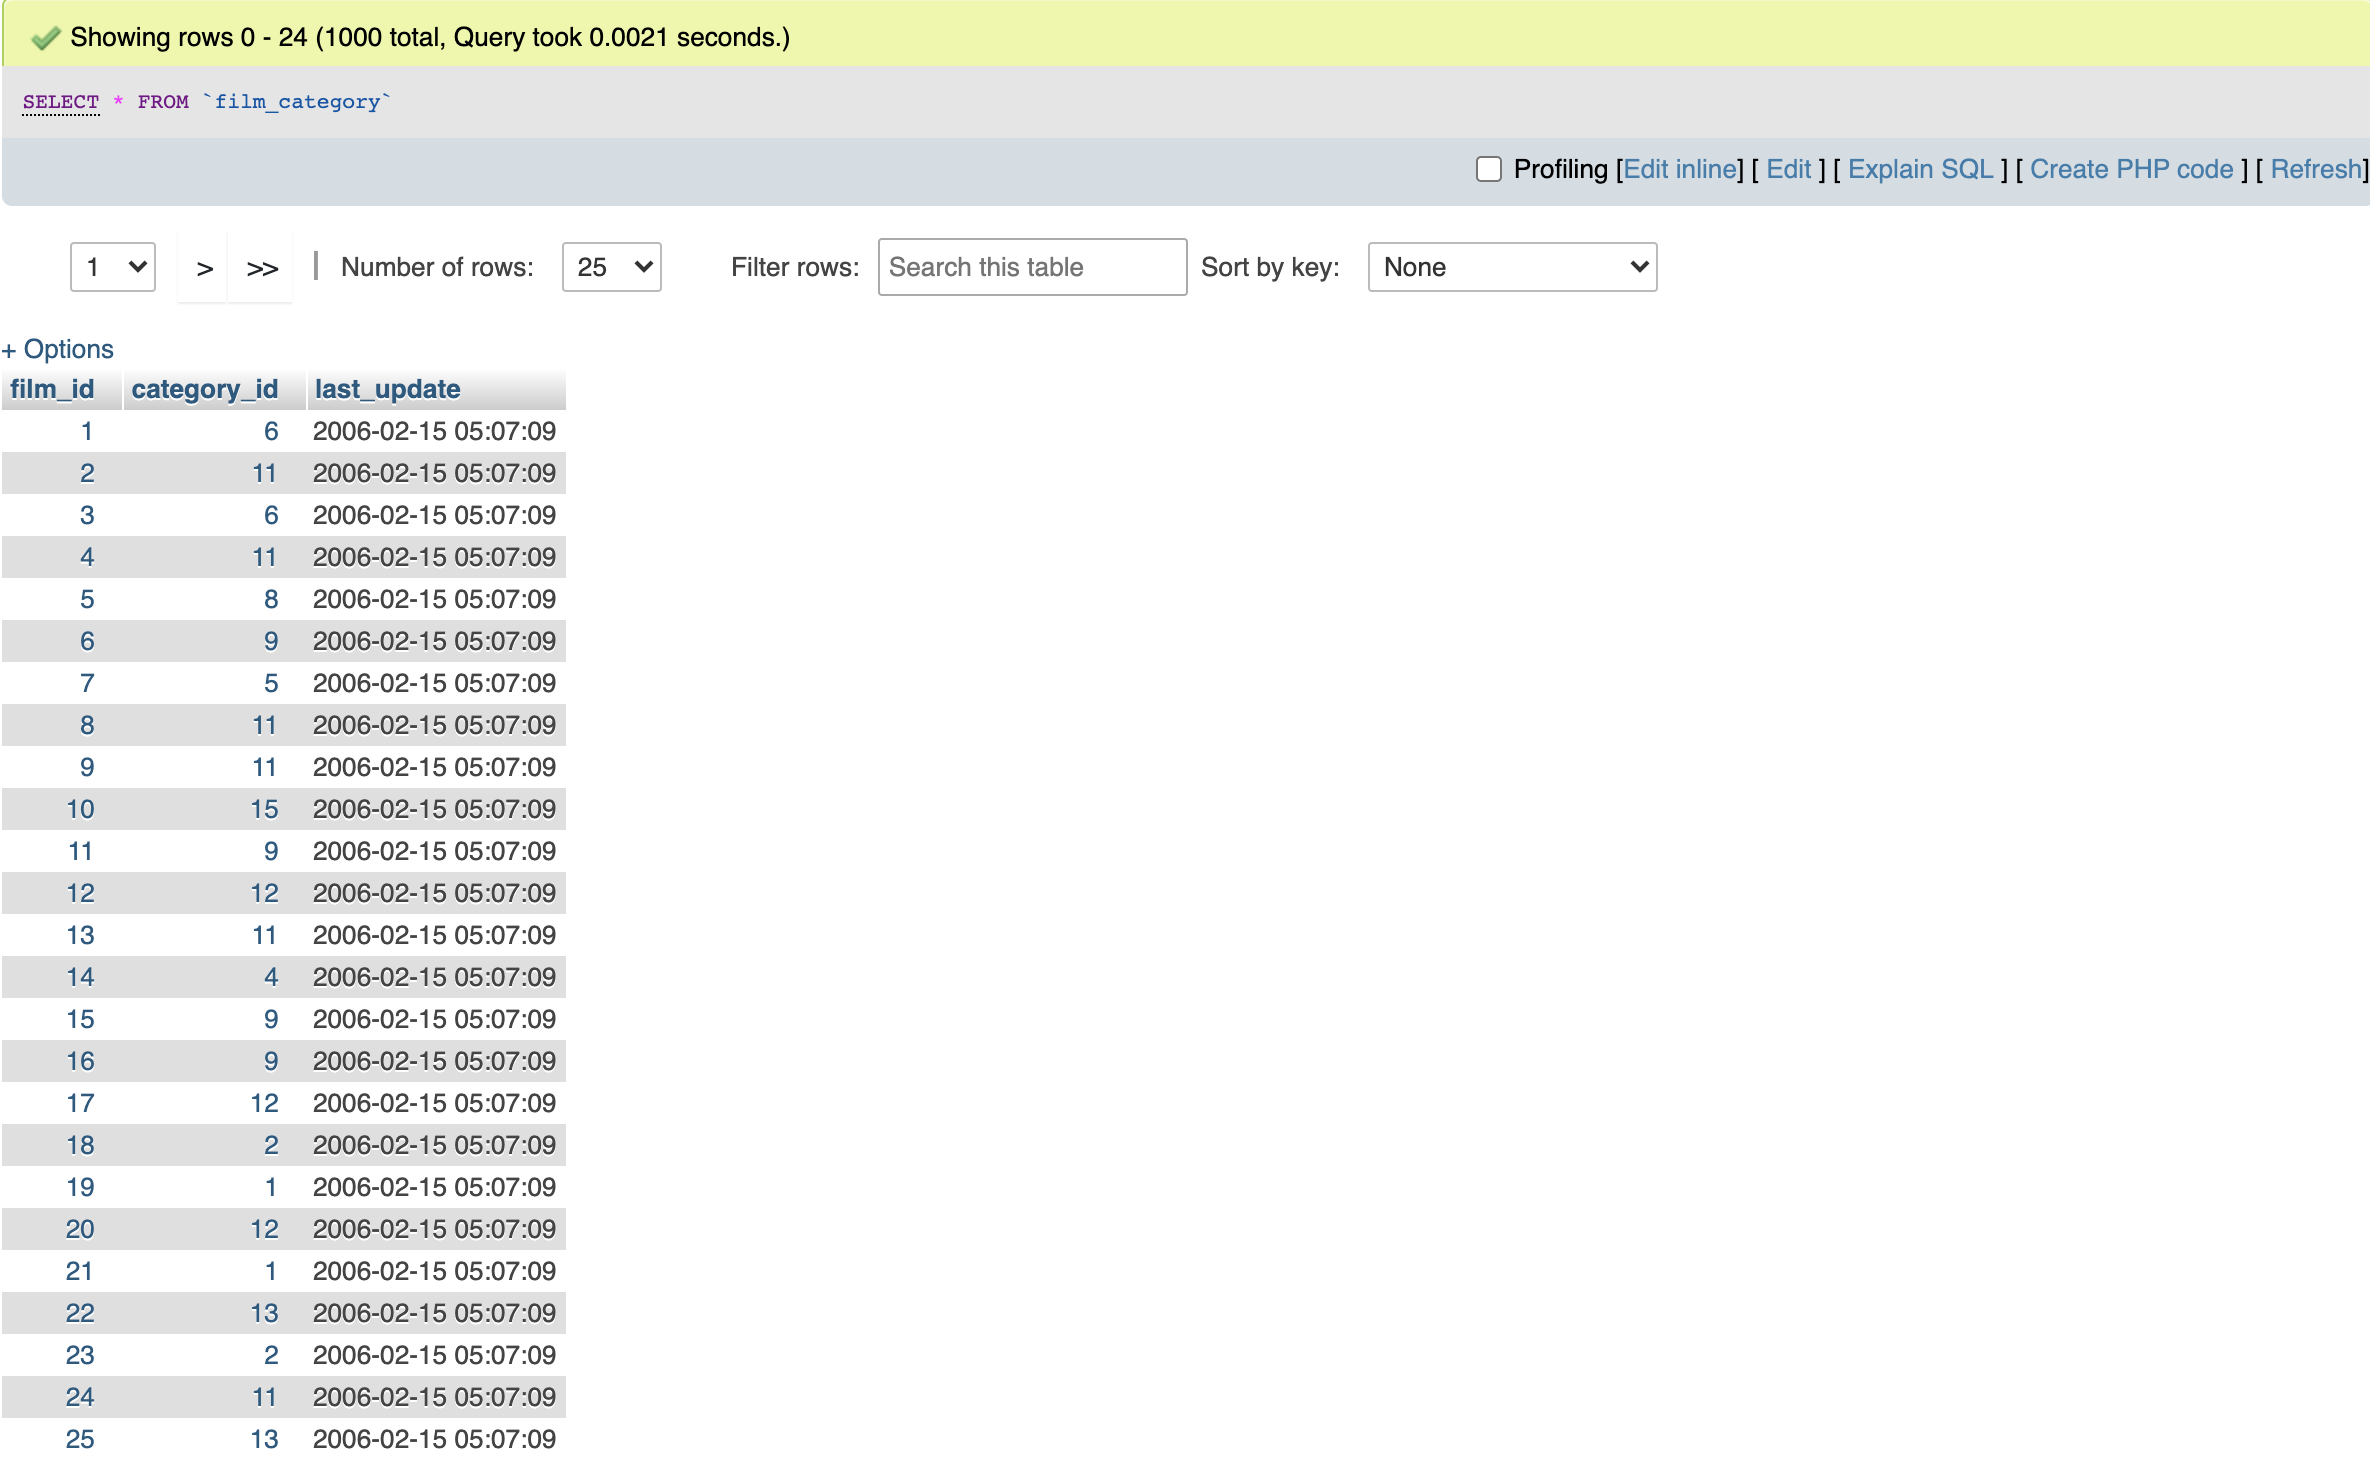 Showing rows 0 - 24 (1000 total, Query took 0.0021 seconds.)
SELECT * FROM `film_category`
Profiling [Edit inline] [ Edit ] [ Explain SQL ] [ Create PHP code ] [ Refresh]
1 > >> | Number of rows: 25 Filter rows: Search this table Sort by key: None
+ Options
film_id category_id last_update
1 6 2006-02-15 05:07:09
2 11 2006-02-15 05:07:09
3 6 2006-02-15 05:07:09
4 11 2006-02-15 05:07:09
5 8 2006-02-15 05:07:09
6 9 2006-02-15 05:07:09
7 5 2006-02-15 05:07:09
8 11 2006-02-15 05:07:09
9 11 2006-02-15 05:07:09
10 15 2006-02-15 05:07:09
11 9 2006-02-15 05:07:09
12 12 2006-02-15 05:07:09
13 11 2006-02-15 05:07:09
14 4 2006-02-15 05:07:09
15 9 2006-02-15 05:07:09
16 9 2006-02-15 05:07:09
17 12 2006-02-15 05:07:09
18 2 2006-02-15 05:07:09
19 1 2006-02-15 05:07:09
20 12 2006-02-15 05:07:09
21 1 2006-02-15 05:07:09
22 13 2006-02-15 05:07:09
23 2 2006-02-15 05:07:09
24 11 2006-02-15 05:07:09
25 13 2006-02-15 05:07:09